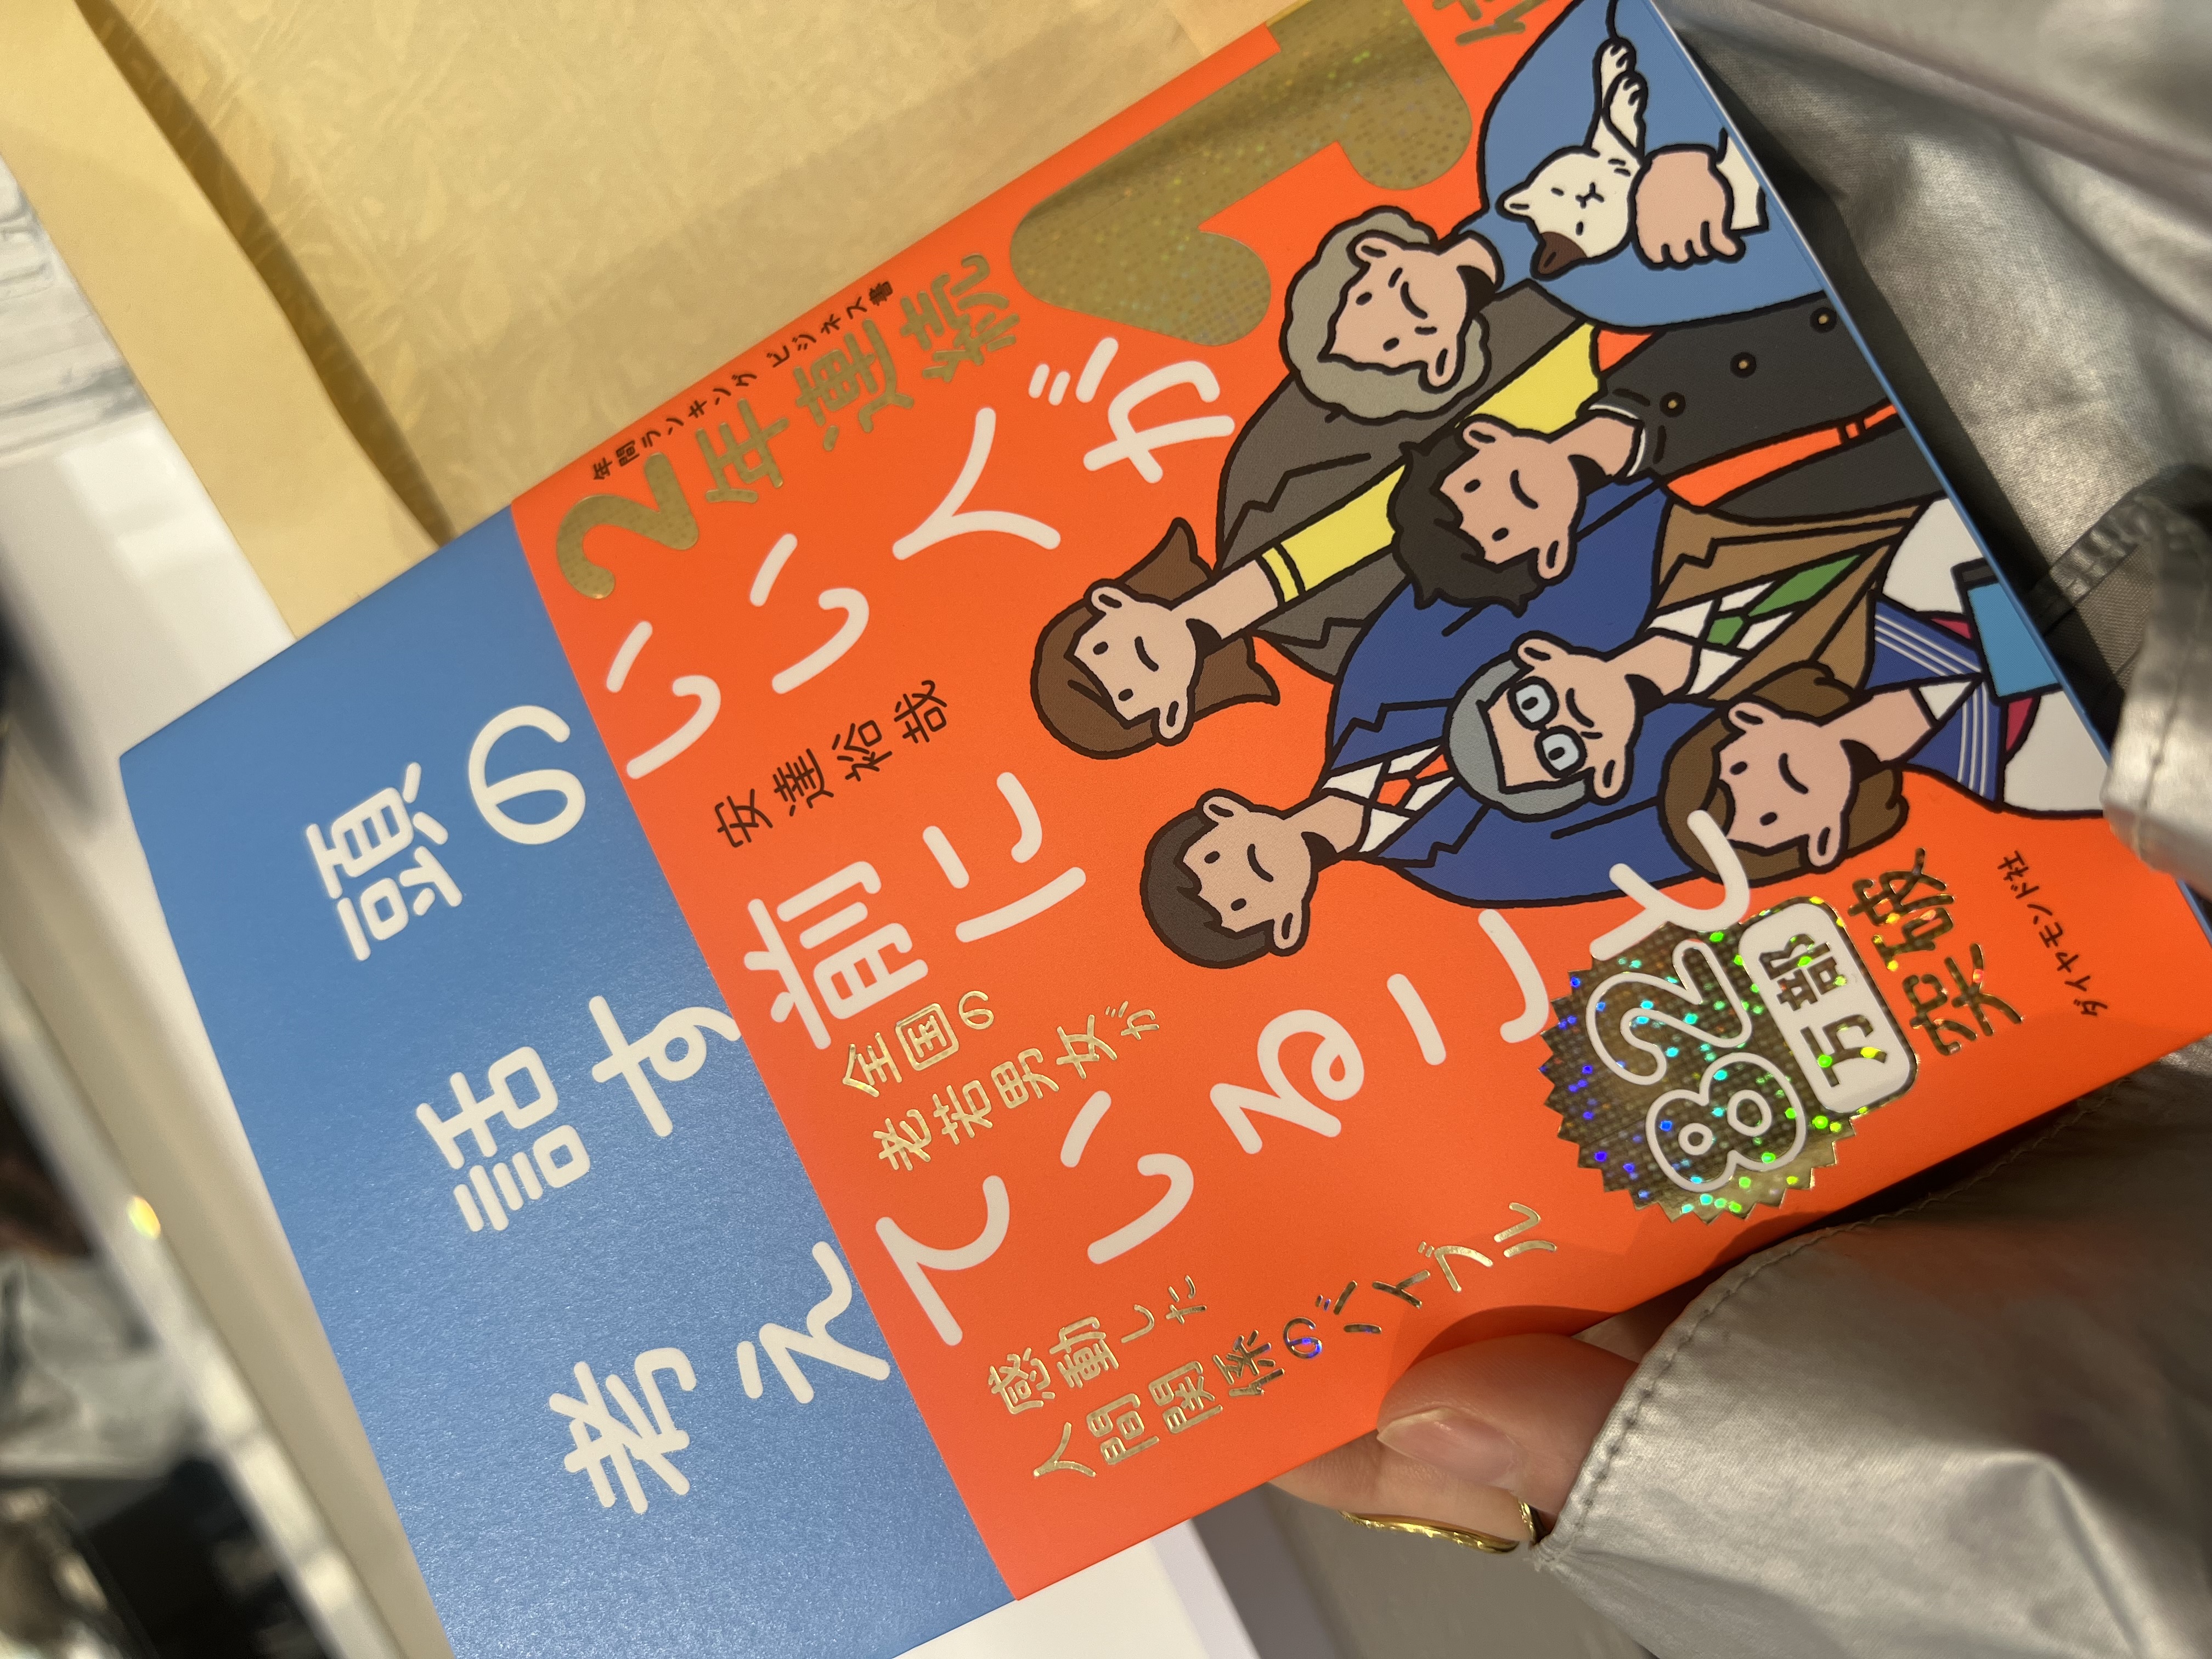 頭のいい人が
話す前に
考えていること
安達裕哉
年間ランキング ビジネス書
2年連続
1
全国の
老若男女が
感動した
人間関係のバイブル
82
万部
突破
ダイヤモンド社